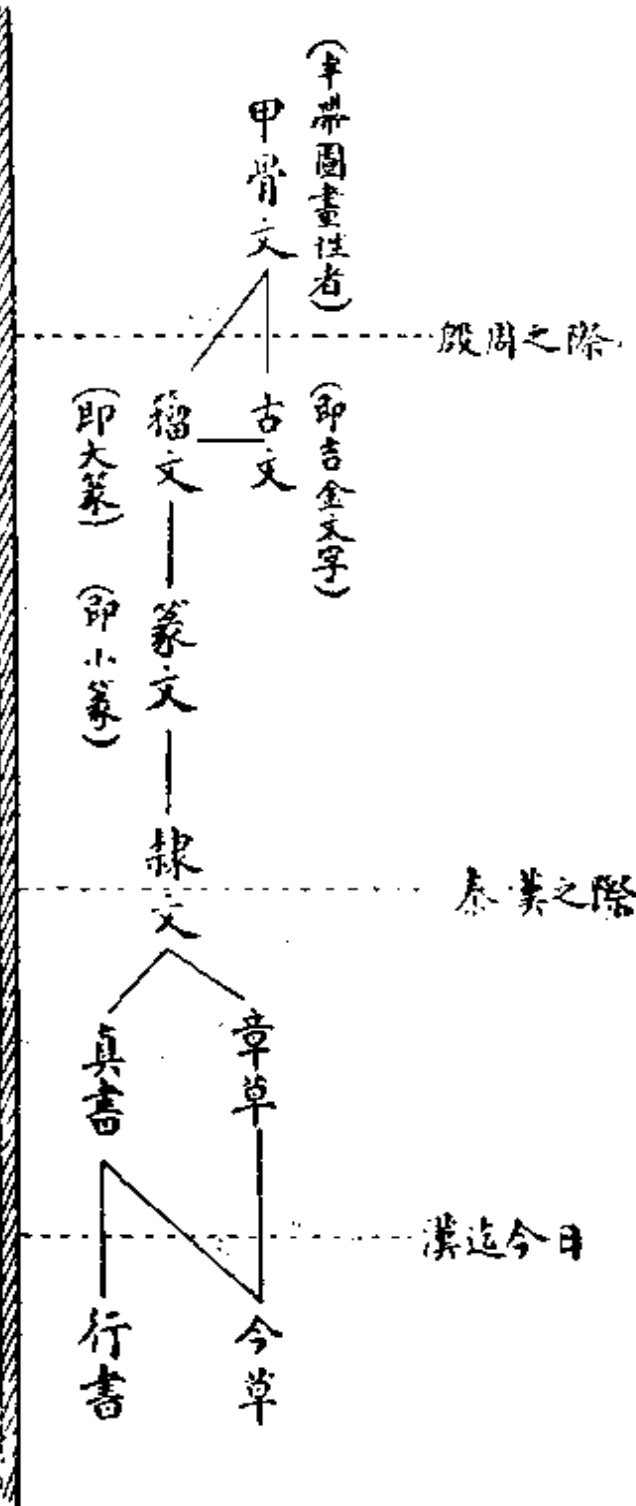 (半帶圖畫性者)
甲骨文
殷周之際
(即吉金文字)
古文
籀文
(即大篆)
篆文
(即小篆)
隸文
秦漢之際
章草
真書
漢迄今日
今草
行書